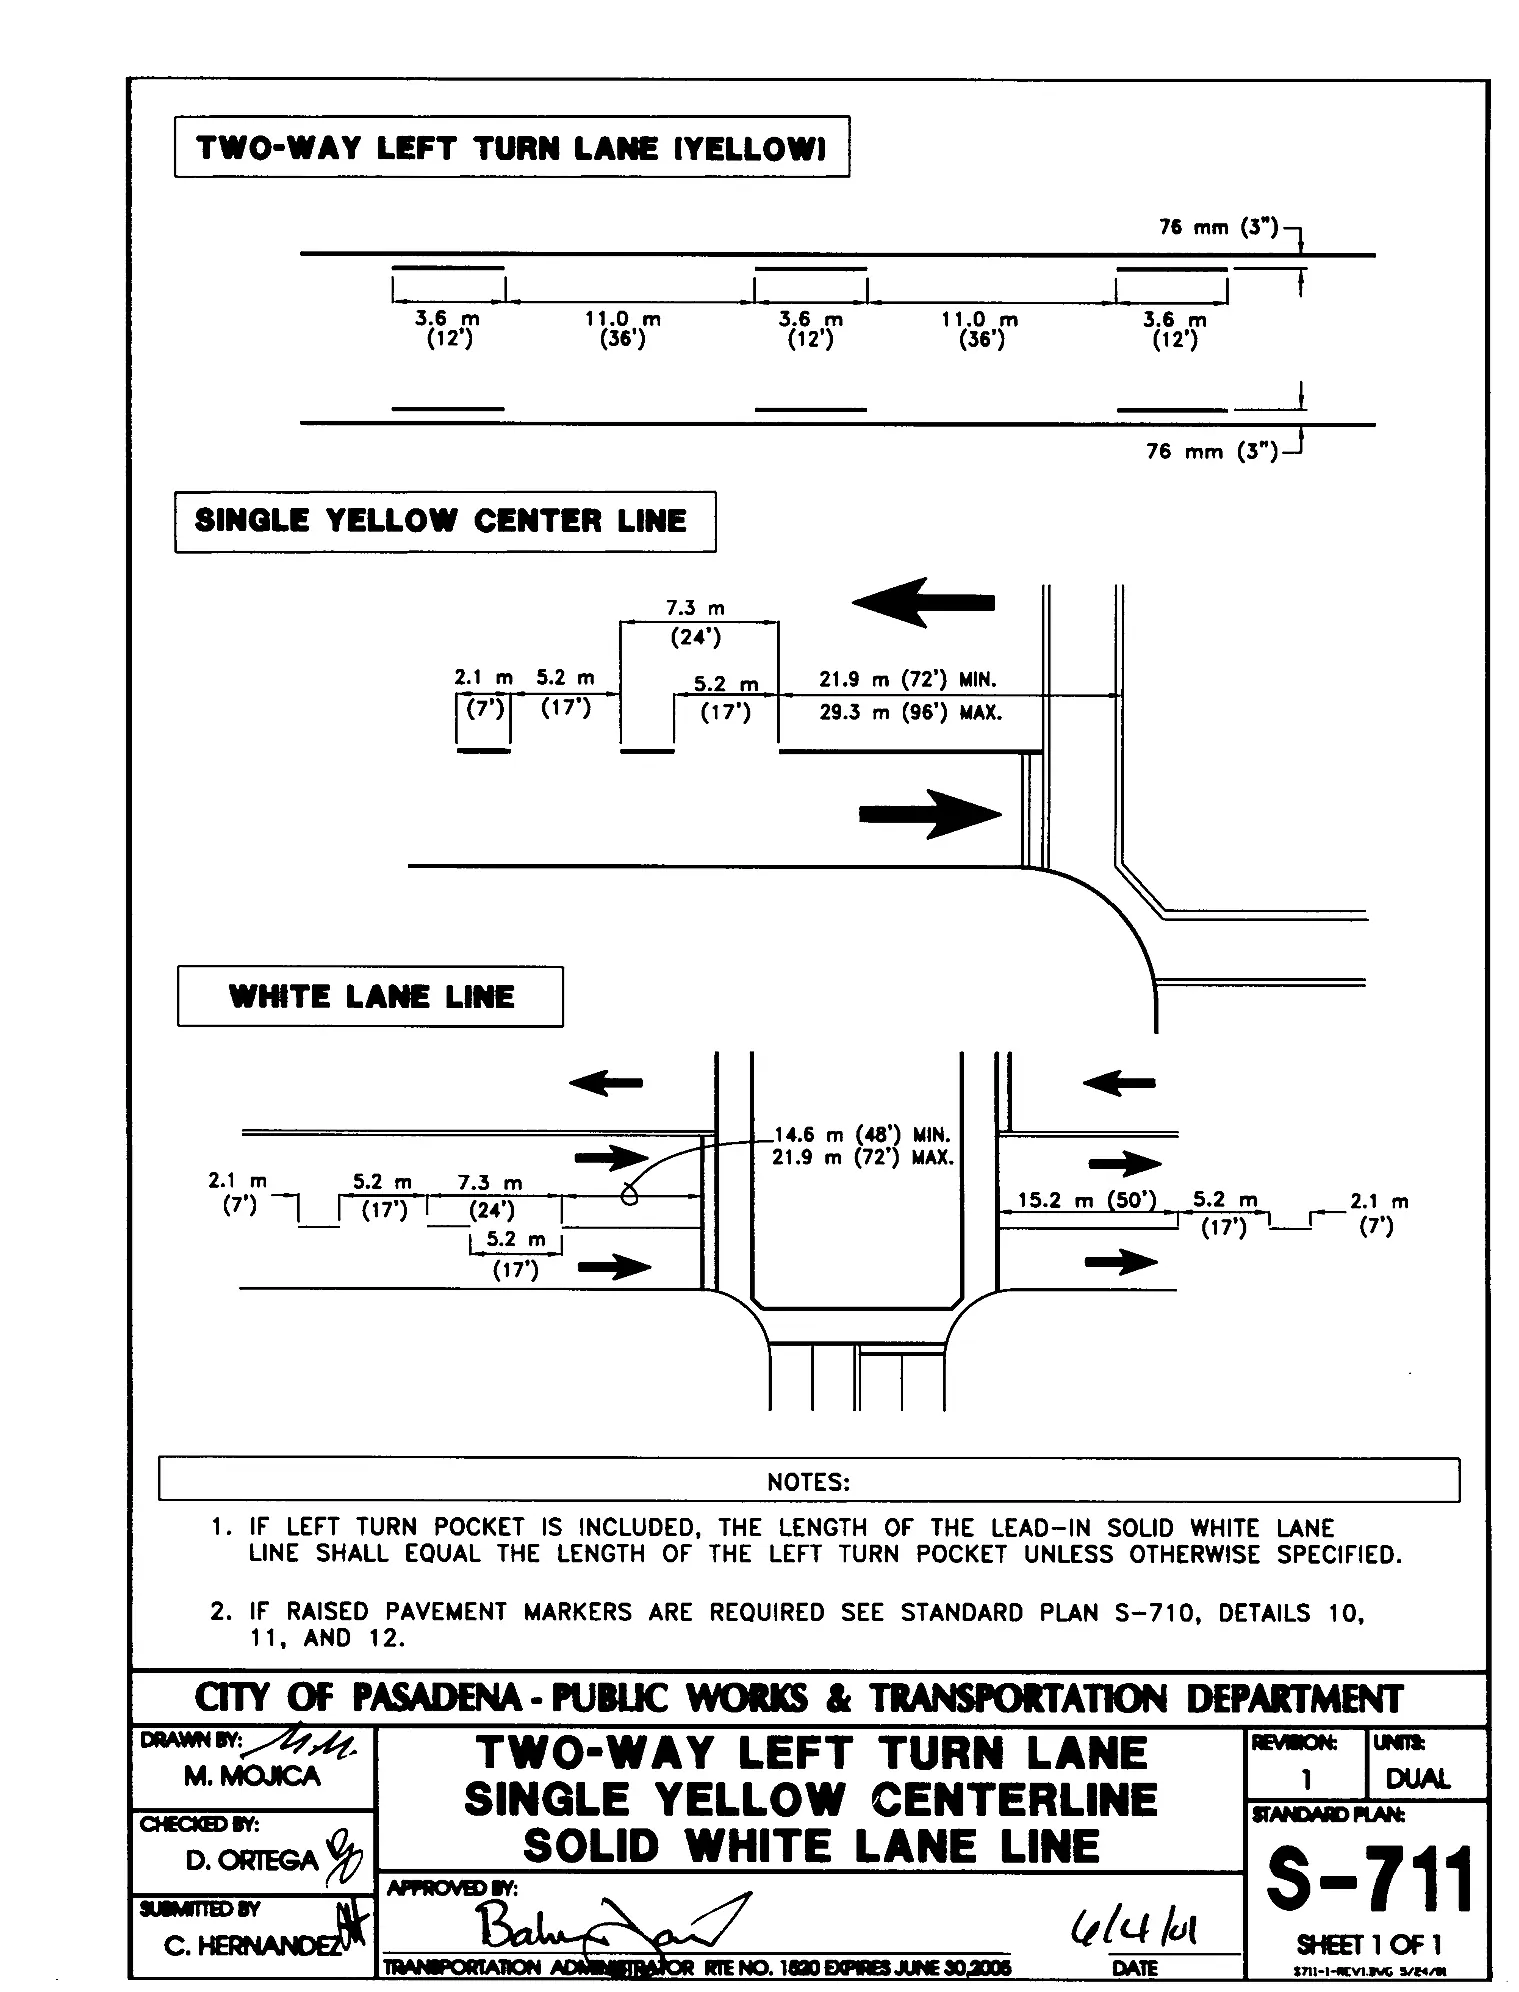 TWO-WAY LEFT TURN LANE (YELLOW)
76 mm (3")
3.6 m 11.0 m 3.6 m 11.0 m 3.6 m
(12') (36') (12') (36') (12')
76 mm (3")
SINGLE YELLOW CENTER LINE
7.3 m
(24')
2.1 m 5.2 m 5.2 m 21.9 m (72') MIN.
(7') (17') (17') 29.3 m (96') MAX.
WHITE LANE LINE
14.6 m (48') MIN.
21.9 m (72') MAX.
2.1 m 5.2 m 7.3 m 15.2 m (50') 5.2 m 2.1 m
(7') (17') (24') (17') (7')
5.2 m
(17')
NOTES:
1. IF LEFT TURN POCKET IS INCLUDED, THE LENGTH OF THE LEAD-IN SOLID WHITE LANE
LINE SHALL EQUAL THE LENGTH OF THE LEFT TURN POCKET UNLESS OTHERWISE SPECIFIED.
2. IF RAISED PAVEMENT MARKERS ARE REQUIRED SEE STANDARD PLAN S-710, DETAILS 10,
11, AND 12.
CITY OF PASADENA - PUBLIC WORKS & TRANSPORTATION DEPARTMENT
DRAWN BY: M.M.
M. MOJICA
CHECKED BY:
D. ORTEGA
SUBMITTED BY
C. HERNANDEZ
TWO-WAY LEFT TURN LANE
SINGLE YELLOW CENTERLINE
SOLID WHITE LANE LINE
APPROVED BY:
6/4/01
TRANSPORTATION ADMINISTRATOR RTE NO. 1520 EXPIRES JUNE 30,2005
DATE
REVISION:
1
UNITS:
DUAL
STANDARD PLAN:
S-711
SHEET 1 OF 1
S711-1-REV1.DWG 5/24/01